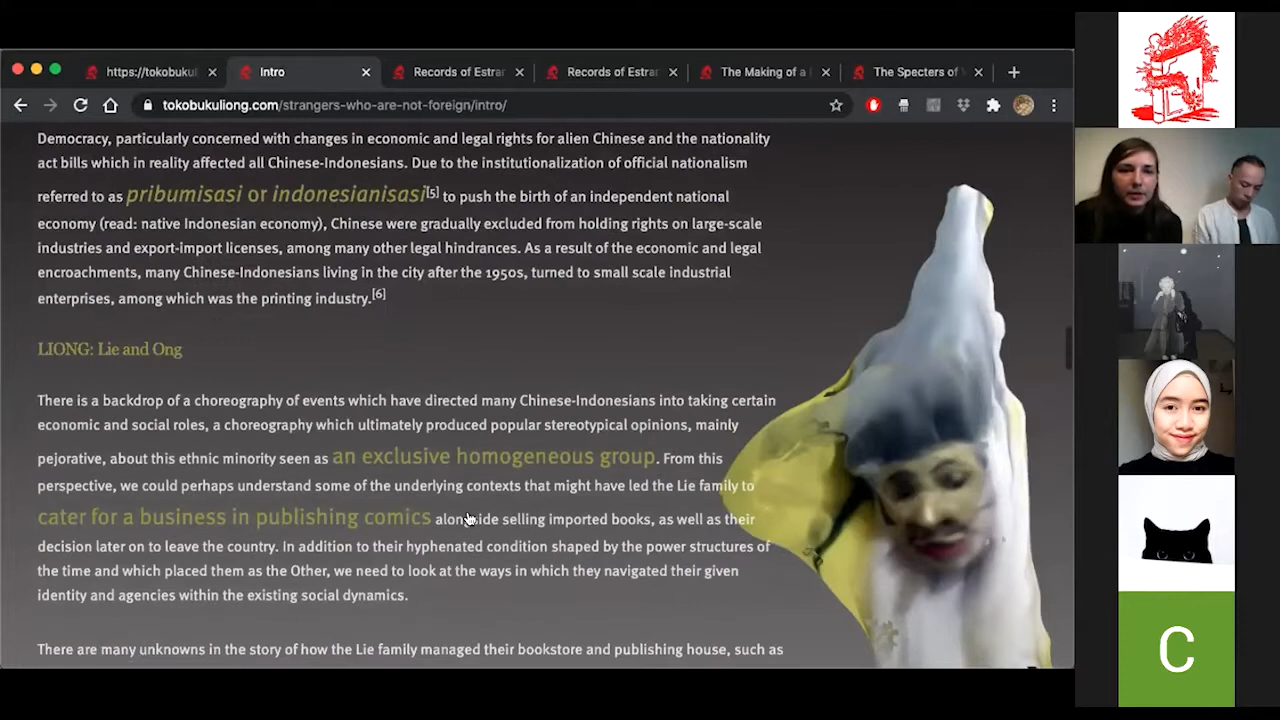 https://tokobukul
Intro
Records of Estra
Records of Estra
The Making of a
The Specters of
tokobukuliong.com/strangers-who-are-not-foreign/intro/
Democracy, particularly concerned with changes in economic and legal rights for alien Chinese and the nationality
act bills which in reality affected all Chinese-Indonesians. Due to the institutionalization of official nationalism
referred to as pribumisasi or indonesianisasi[5] to push the birth of an independent national
economy (read: native Indonesian economy), Chinese were gradually excluded from holding rights on large-scale
industries and export-import licenses, among many other legal hindrances. As a result of the economic and legal
encroachments, many Chinese-Indonesians living in the city after the 1950s, turned to small scale industrial
enterprises, among which was the printing industry.[6]
LIONG: Lie and Ong
There is a backdrop of a choreography of events which have directed many Chinese-Indonesians into taking certain
economic and social roles, a choreography which ultimately produced popular stereotypical opinions, mainly
pejorative, about this ethnic minority seen as an exclusive homogeneous group. From this
perspective, we could perhaps understand some of the underlying contexts that might have led the Lie family to
cater for a business in publishing comics alongside selling imported books, as well as their
decision later on to leave the country. In addition to their hyphenated condition shaped by the power structures of
the time and which placed them as the Other, we need to look at the ways in which they navigated their given
identity and agencies within the existing social dynamics.
There are many unknowns in the story of how the Lie family managed their bookstore and publishing house, such as
C